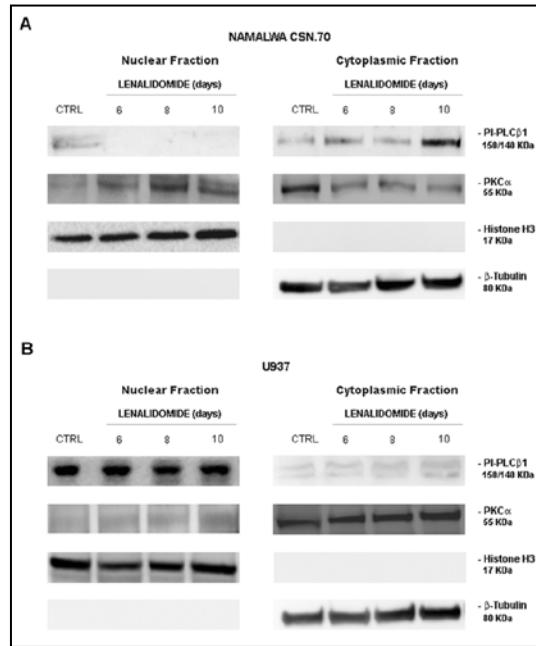 A
NAMALWA CSN.70
Nuclear Fraction
Cytoplasmic Fraction
LENALIDOMIDE (days)
LENALIDOMIDE (days)
CTRL 6 8 10
CTRL 6 8 10
- PI-PLCβ1
150/140 KDa
- PKCα
55 KDa
- Histone H3
17 KDa
- β-Tubulin
80 KDa
B
U937
Nuclear Fraction
Cytoplasmic Fraction
LENALIDOMIDE (days)
LENALIDOMIDE (days)
CTRL 6 8 10
CTRL 6 8 10
- PI-PLCβ1
150/140 KDa
- PKCα
55 KDa
- Histone H3
17 KDa
- β-Tubulin
80 KDa